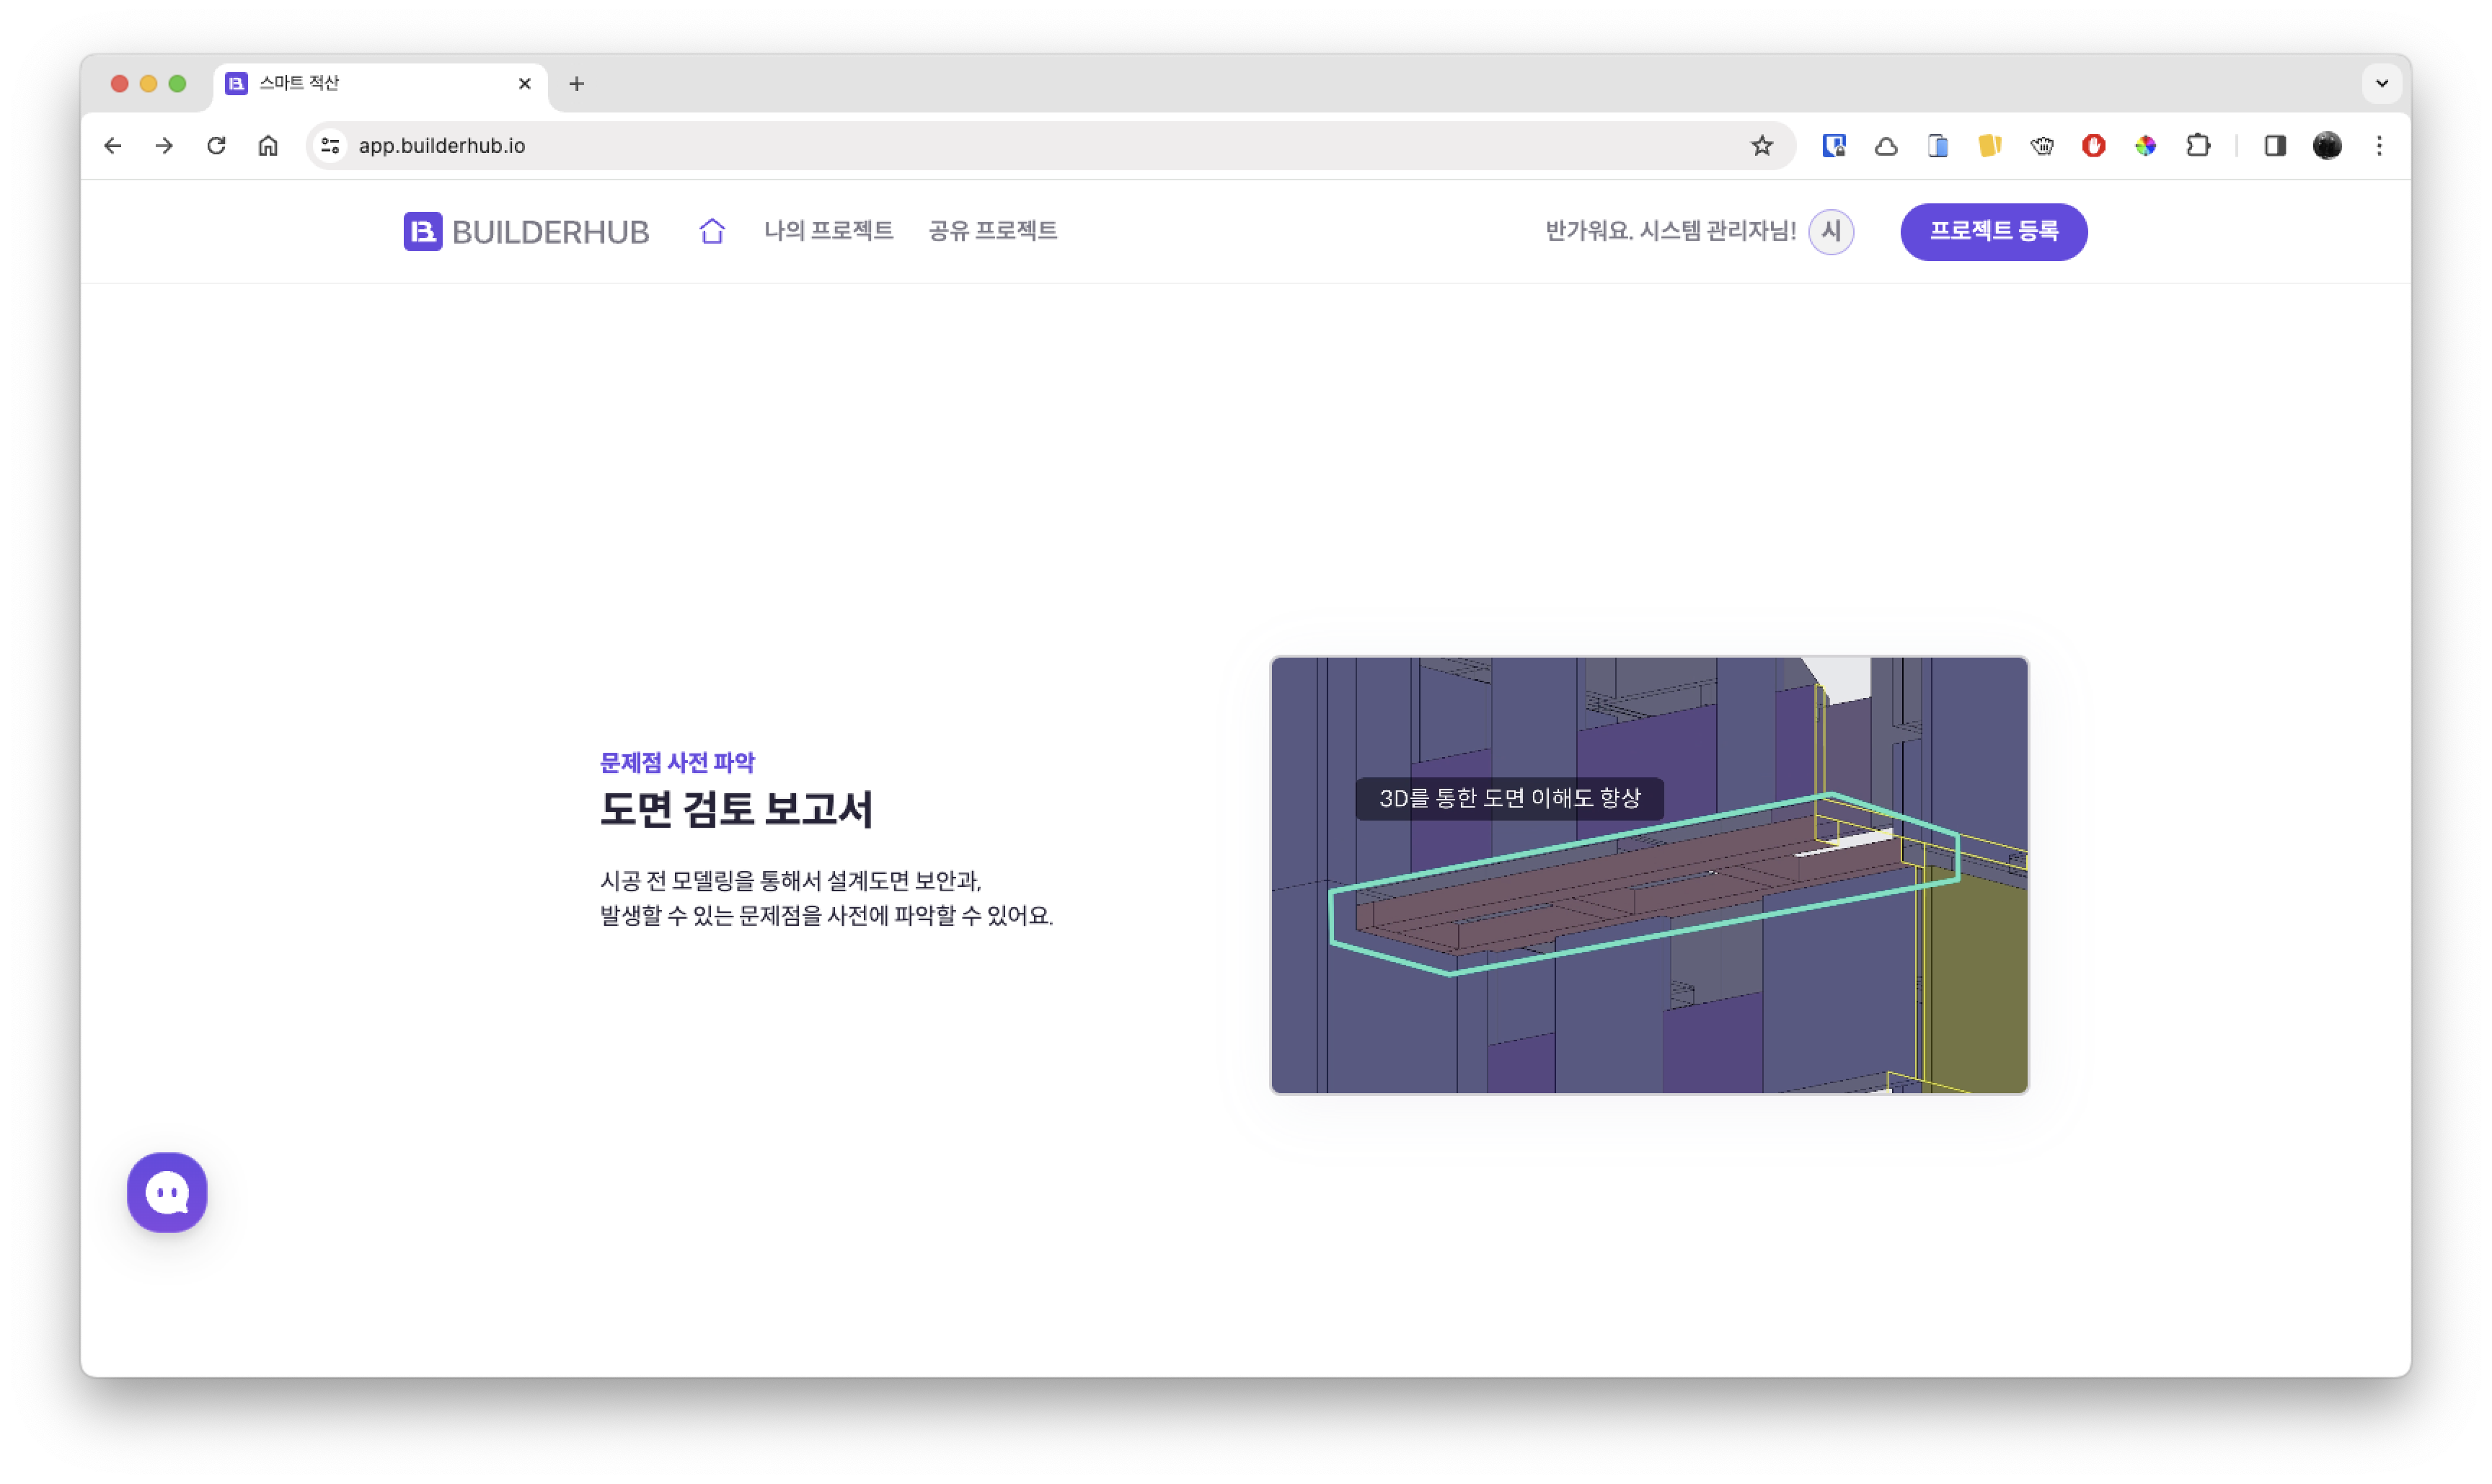 스마트 적산
app.builderhub.io
BUILDERHUB
나의 프로젝트
공유 프로젝트
반가워요. 시스템 관리자님!
시
프로젝트 등록
문제점 사전 파악
도면 검토 보고서
시공 전 모델링을 통해서 설계도면 보안과,
발생할 수 있는 문제점을 사전에 파악할 수 있어요.
3D를 통한 도면 이해도 향상